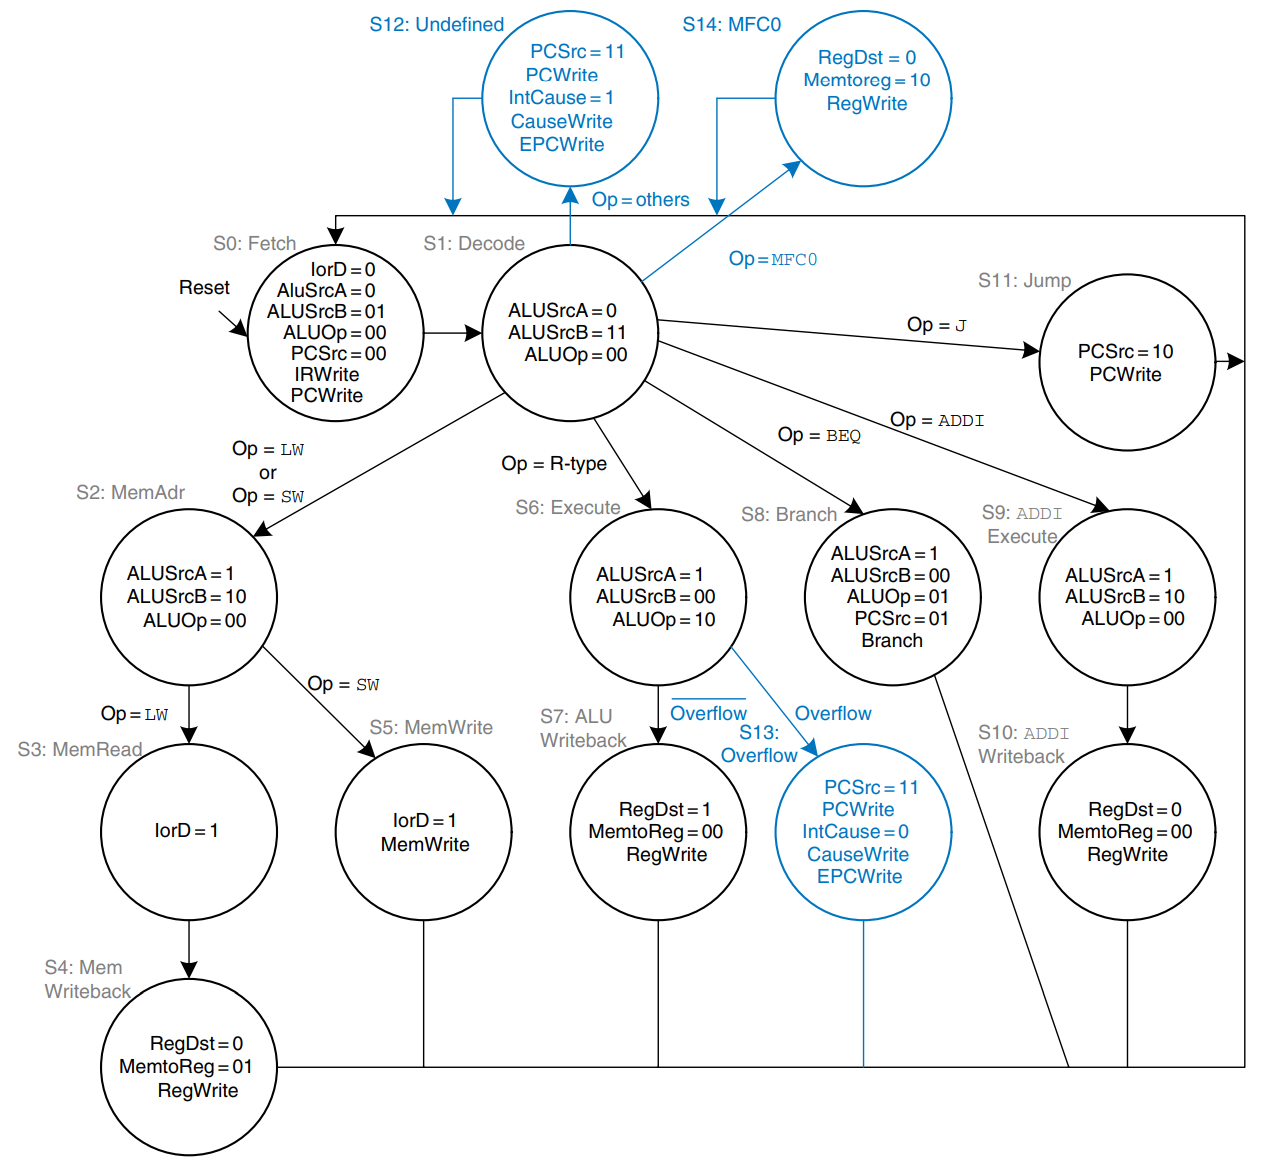 S12: Undefined
PCSrc = 11
PCWrite
IntCause = 1
CauseWrite
EPCWrite
S14: MFC0
RegDst = 0
Memtoreg = 10
RegWrite
Op = others
Op = MFC0
S0: Fetch
Reset
IorD = 0
AluSrcA = 0
ALUSrcB = 01
ALUOp = 00
PCSrc = 00
IRWrite
PCWrite
S1: Decode
ALUSrcA = 0
ALUSrcB = 11
ALUOp = 00
S11: Jump
Op = J
PCSrc = 10
PCWrite
Op = LW
or
Op = SW
Op = R-type
Op = BEQ
Op = ADDI
S2: MemAdr
ALUSrcA = 1
ALUSrcB = 10
ALUOp = 00
S6: Execute
ALUSrcA = 1
ALUSrcB = 00
ALUOp = 10
S8: Branch
ALUSrcA = 1
ALUSrcB = 00
ALUOp = 01
PCSrc = 01
Branch
S9: ADDI
Execute
ALUSrcA = 1
ALUSrcB = 10
ALUOp = 00
Op = LW
Op = SW
Overflow
Overflow
S3: MemRead
IorD = 1
S5: MemWrite
IorD = 1
MemWrite
S7: ALU
Writeback
RegDst = 1
MemtoReg = 00
RegWrite
S13:
Overflow
PCSrc = 11
PCWrite
IntCause = 0
CauseWrite
EPCWrite
S10: ADDI
Writeback
RegDst = 0
MemtoReg = 00
RegWrite
S4: Mem
Writeback
RegDst = 0
MemtoReg = 01
RegWrite